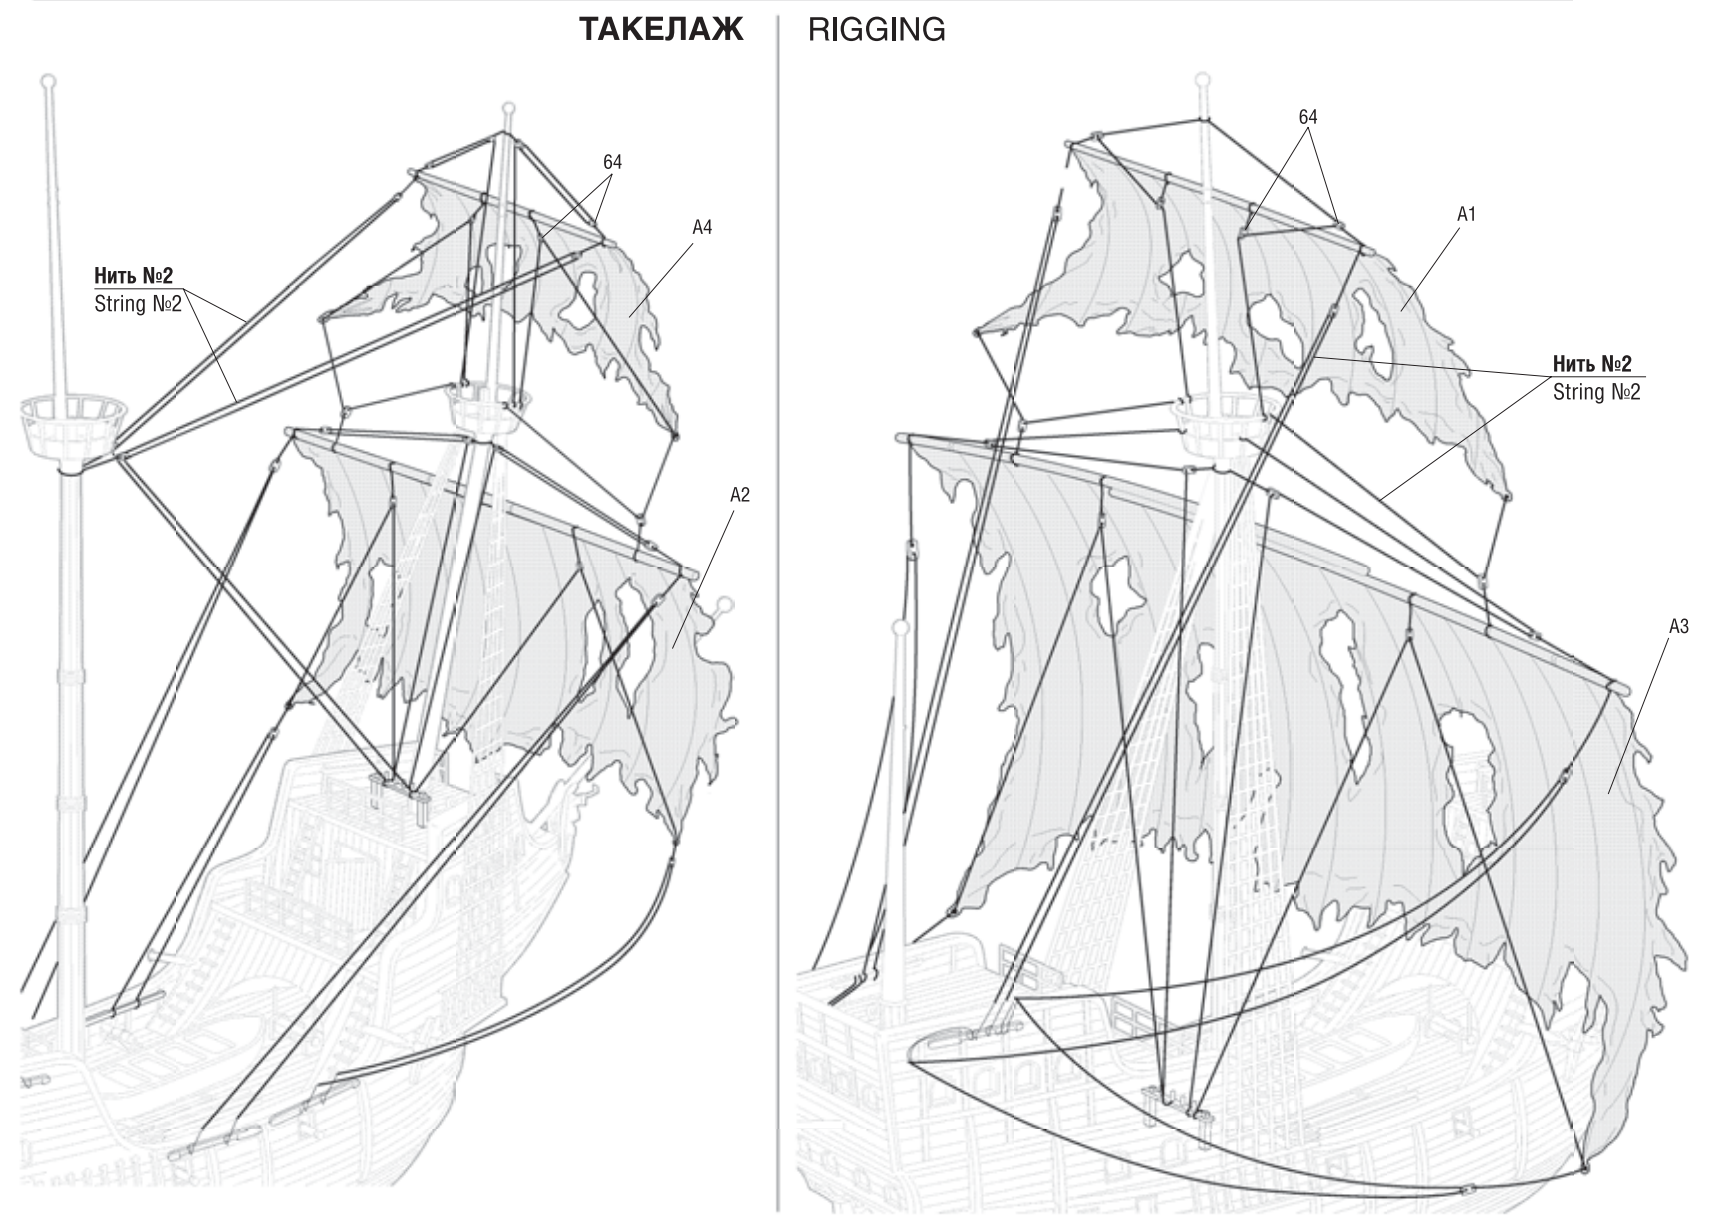 ТАКЕЛАЖ
RIGGING
64
A4
Нить №2
String №2
A2
64
A1
Нить №2
String №2
A3